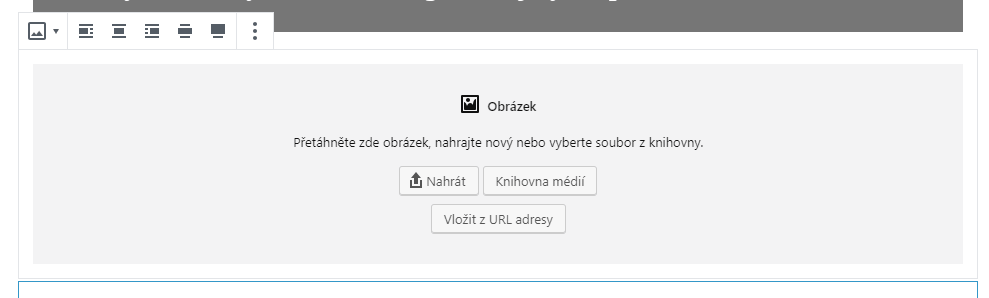 Obrázek
Přetáhněte zde obrázek, nahrajte nový nebo vyberte soubor z knihovny.
Nahrát Knihovna médií
Vložit z URL adresy